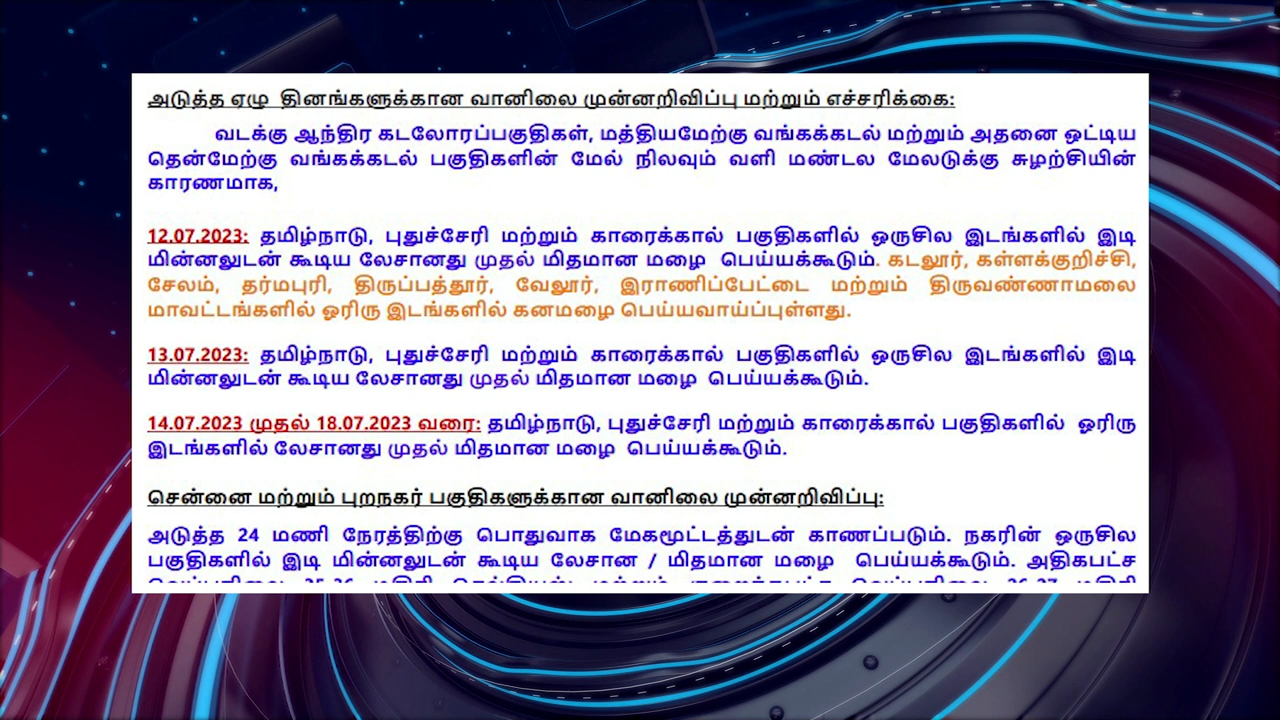 அடுத்த ஏழு தினங்களுக்கான வானிலை முன்னறிவிப்பு மற்றும் எச்சரிக்கை:
வடக்கு ஆந்திர கடலோரப்பகுதிகள், மத்தியமேற்கு வங்கக்கடல் மற்றும் அதனை ஒட்டிய
தென்மேற்கு வங்கக்கடல் பகுதிகளின் மேல் நிலவும் வளி மண்டல மேலடுக்கு சுழற்சியின்
காரணமாக,
12.07.2023: தமிழ்நாடு, புதுச்சேரி மற்றும் காரைக்கால் பகுதிகளில் ஒருசில இடங்களில் இடி
மின்னலுடன் கூடிய லேசானது முதல் மிதமான மழை பெய்யக்கூடும். கடலூர், கள்ளக்குறிச்சி,
சேலம், தர்மபுரி, திருப்பத்தூர், வேலூர், இராணிப்பேட்டை மற்றும் திருவண்ணாமலை
மாவட்டங்களில் ஓரிரு இடங்களில் கனமழை பெய்யவாய்ப்புள்ளது.
13.07.2023: தமிழ்நாடு, புதுச்சேரி மற்றும் காரைக்கால் பகுதிகளில் ஒருசில இடங்களில் இடி
மின்னலுடன் கூடிய லேசானது முதல் மிதமான மழை பெய்யக்கூடும்.
14.07.2023 முதல் 18.07.2023 வரை: தமிழ்நாடு, புதுச்சேரி மற்றும் காரைக்கால் பகுதிகளில் ஓரிரு
இடங்களில் லேசானது முதல் மிதமான மழை பெய்யக்கூடும்.
சென்னை மற்றும் புறநகர் பகுதிகளுக்கான வானிலை முன்னறிவிப்பு:
அடுத்த 24 மணி நேரத்திற்கு பொதுவாக மேகமூட்டத்துடன் காணப்படும். நகரின் ஒருசில
பகுதிகளில் இடி மின்னலுடன் கூடிய லேசான / மிதமான மழை பெய்யக்கூடும். அதிகபட்ச